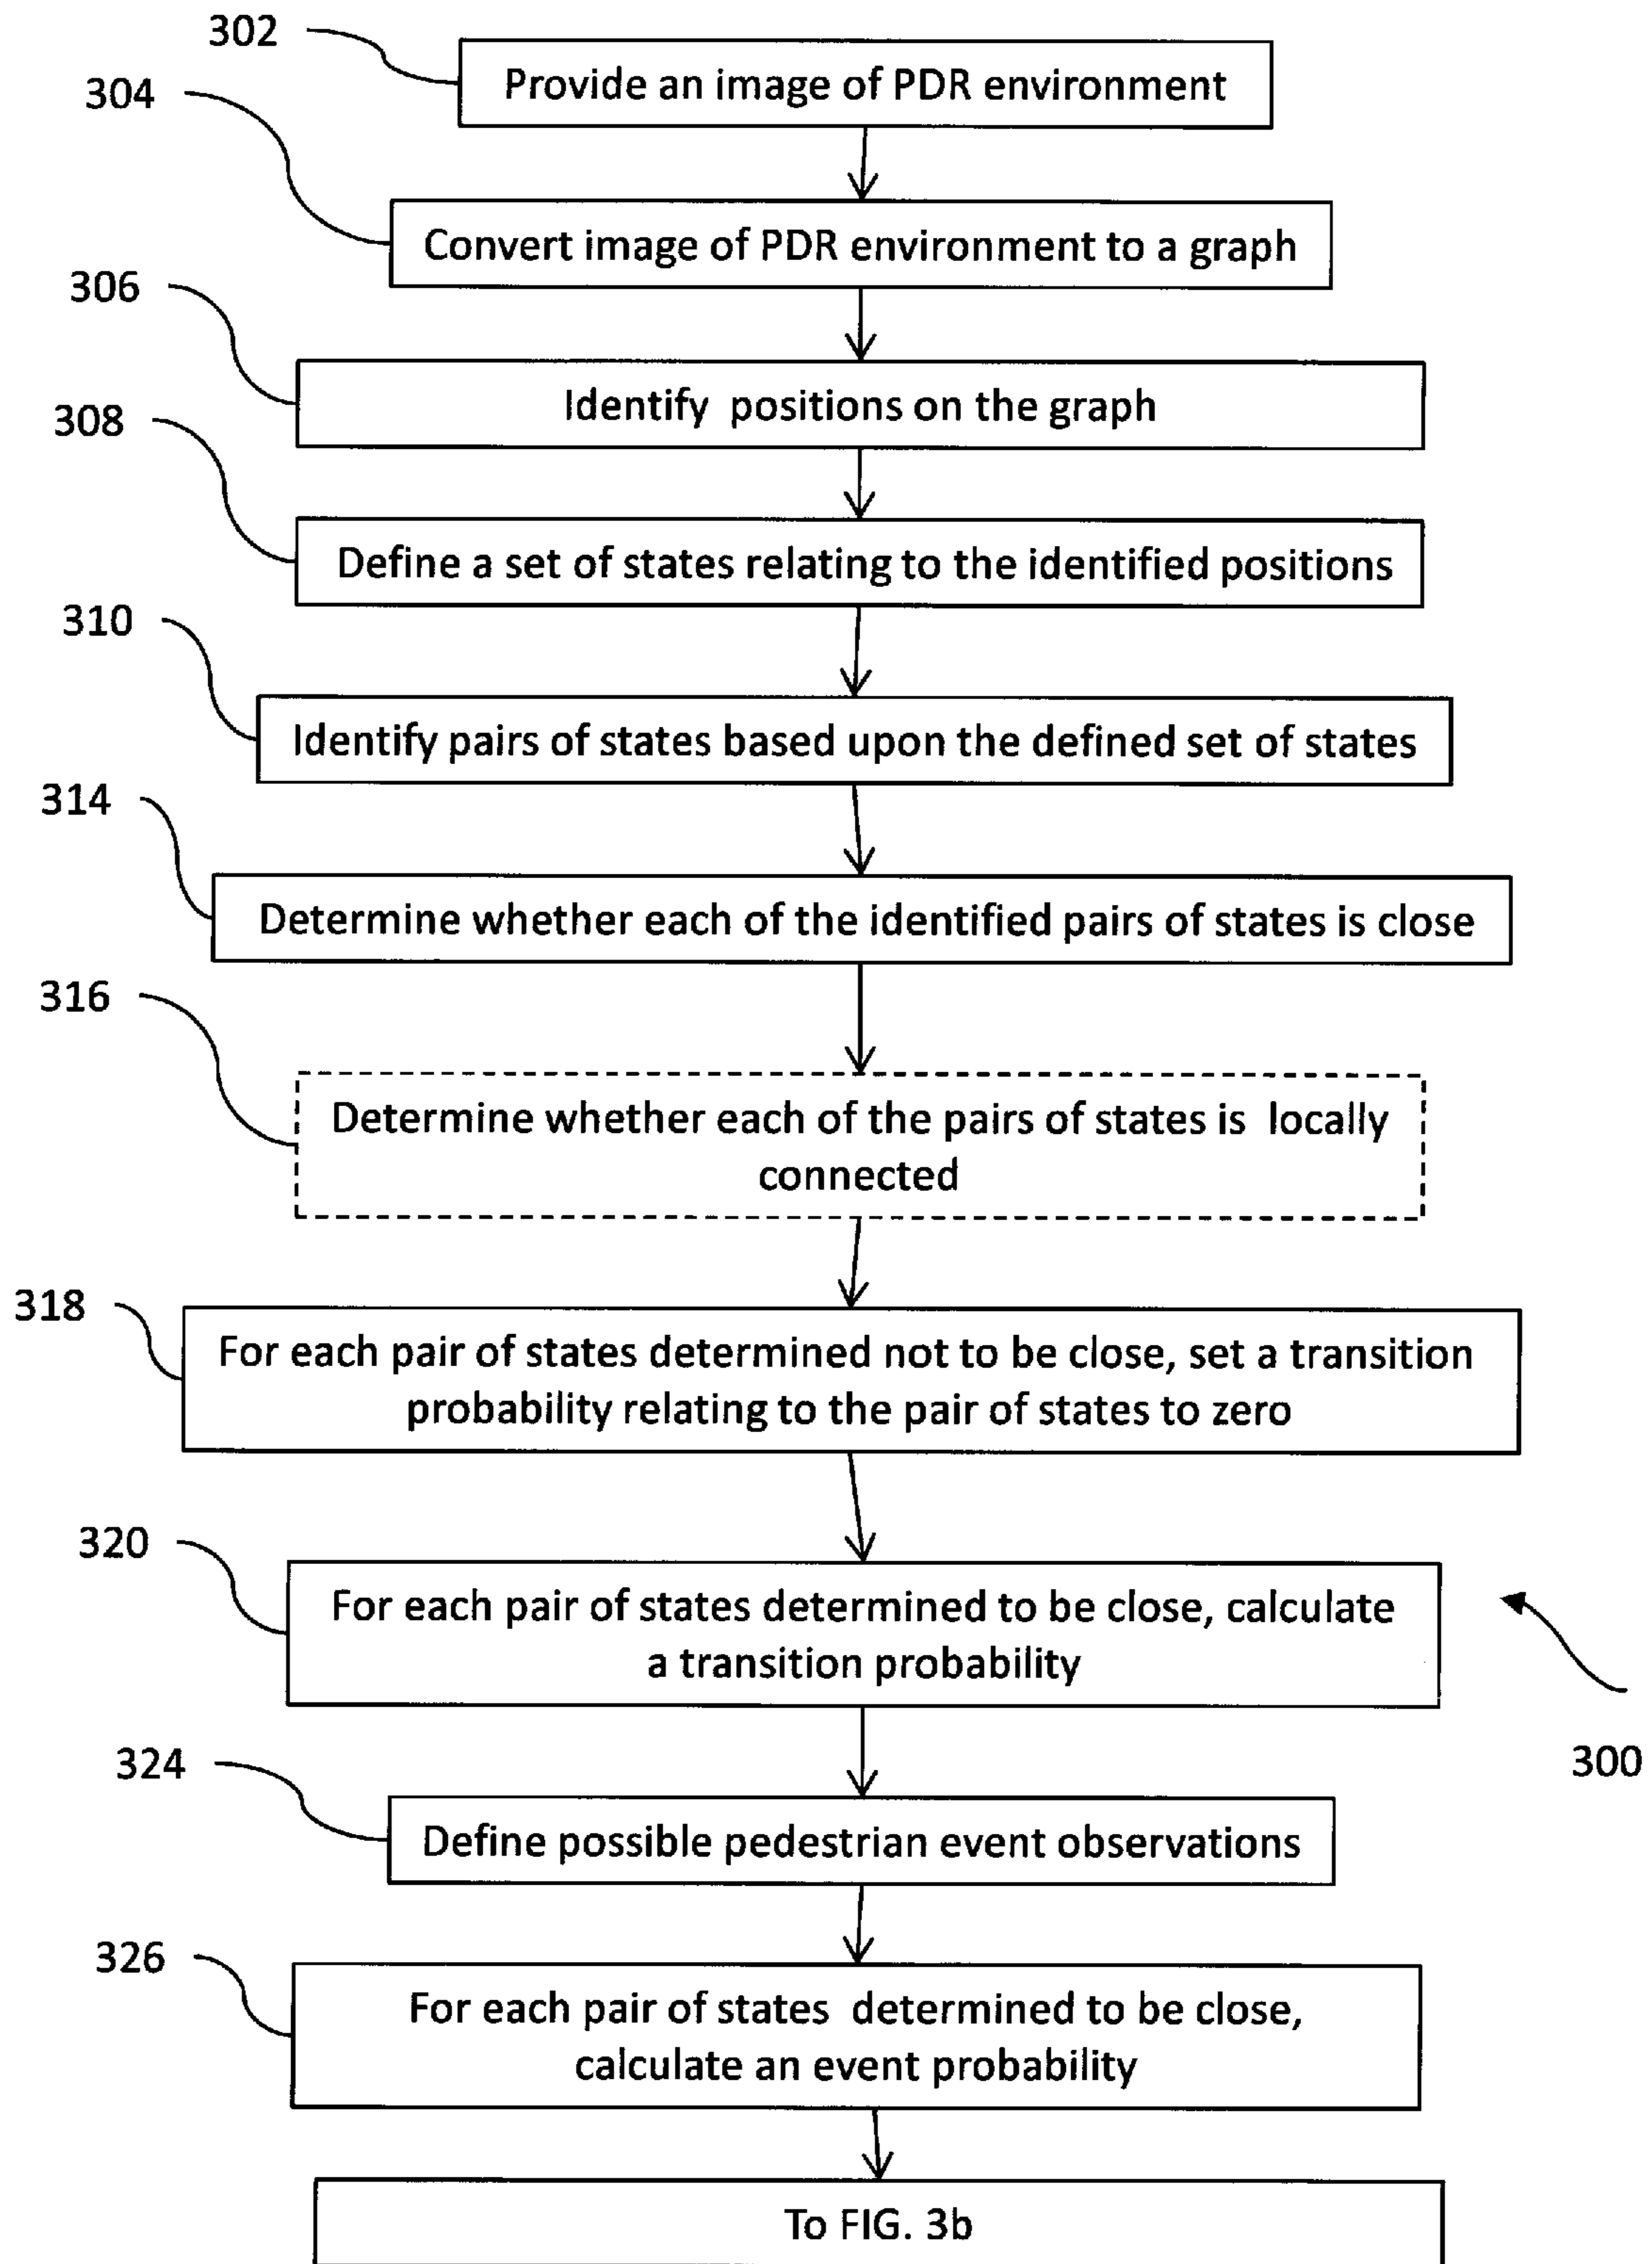 302
Provide an image of PDR environment
304
Convert image of PDR environment to a graph
306
Identify positions on the graph
308
Define a set of states relating to the identified positions
310
Identify pairs of states based upon the defined set of states
314
Determine whether each of the identified pairs of states is close
316
Determine whether each of the pairs of states is locally
connected
318
For each pair of states determined not to be close, set a transition
probability relating to the pair of states to zero
320
For each pair of states determined to be close, calculate
a transition probability
300
324
Define possible pedestrian event observations
326
For each pair of states determined to be close,
calculate an event probability
To FIG. 3b